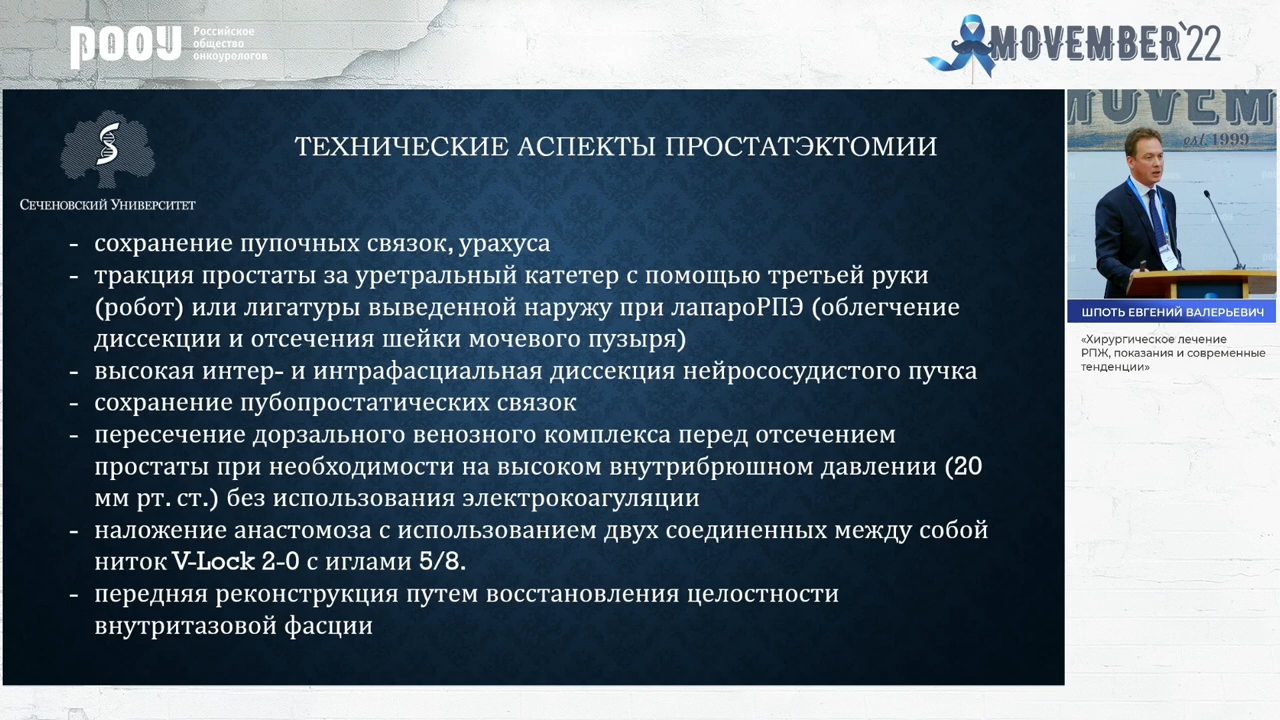 РООУ
Российское
общество
онкоурологов
MOVEMBER'22
Сеченовский Университет
ТЕХНИЧЕСКИЕ АСПЕКТЫ ПРОСТАТЭКТОМИИ
- сохранение пупочных связок, урахуса
- тракция простаты за уретральный катетер с помощью третьей руки
(робот) или лигатуры выведенной наружу при лапароРПЭ (облегчение
диссекции и отсечения шейки мочевого пузыря)
- высокая интер- и интрафасциальная диссекция нейрососудистого пучка
- сохранение пубопростатических связок
- пересечение дорзального венозного комплекса перед отсечением
простаты при необходимости на высоком внутрибрюшном давлении (20
мм рт. ст.) без использования электрокоагуляции
- наложение анастомоза с использованием двух соединенных между собой
ниток V-Lock 2-0 с иглами 5/8.
- передняя реконструкция путем восстановления целостности
внутритазовой фасции
MOVEM
est. 1999
ШПОТЬ ЕВГЕНИЙ ВАЛЕРЬЕВИЧ
«Хирургическое лечение
РПЖ, показания и современные
тенденции»